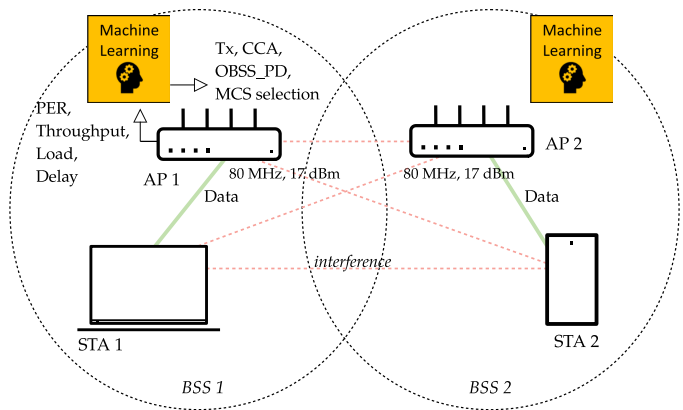 Machine
Learning
Tx, CCA,
OBSS_PD,
MCS selection
PER,
Throughput,
Load,
Delay
AP 1
80 MHz, 17 dBm
Data
STA 1
BSS 1
interference
Machine
Learning
AP 2
80 MHz, 17 dBm
Data
STA 2
BSS 2